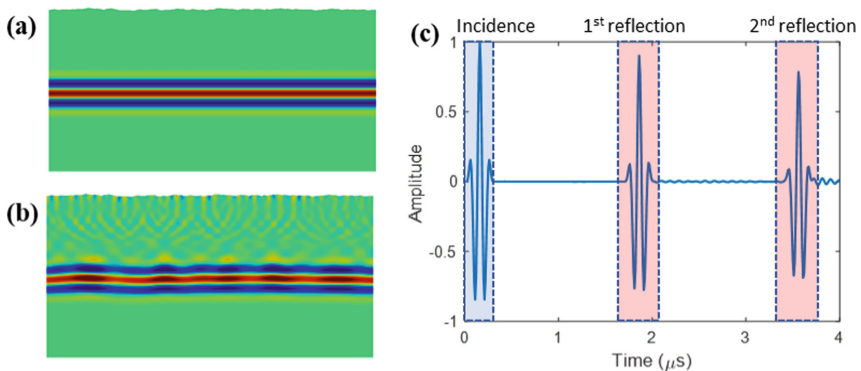 (a)
(b)
(c)
Incidence
1st reflection
2nd reflection
1
0.5
0
-0.5
-1
Amplitude
0
1
2
3
4
Time (μs)